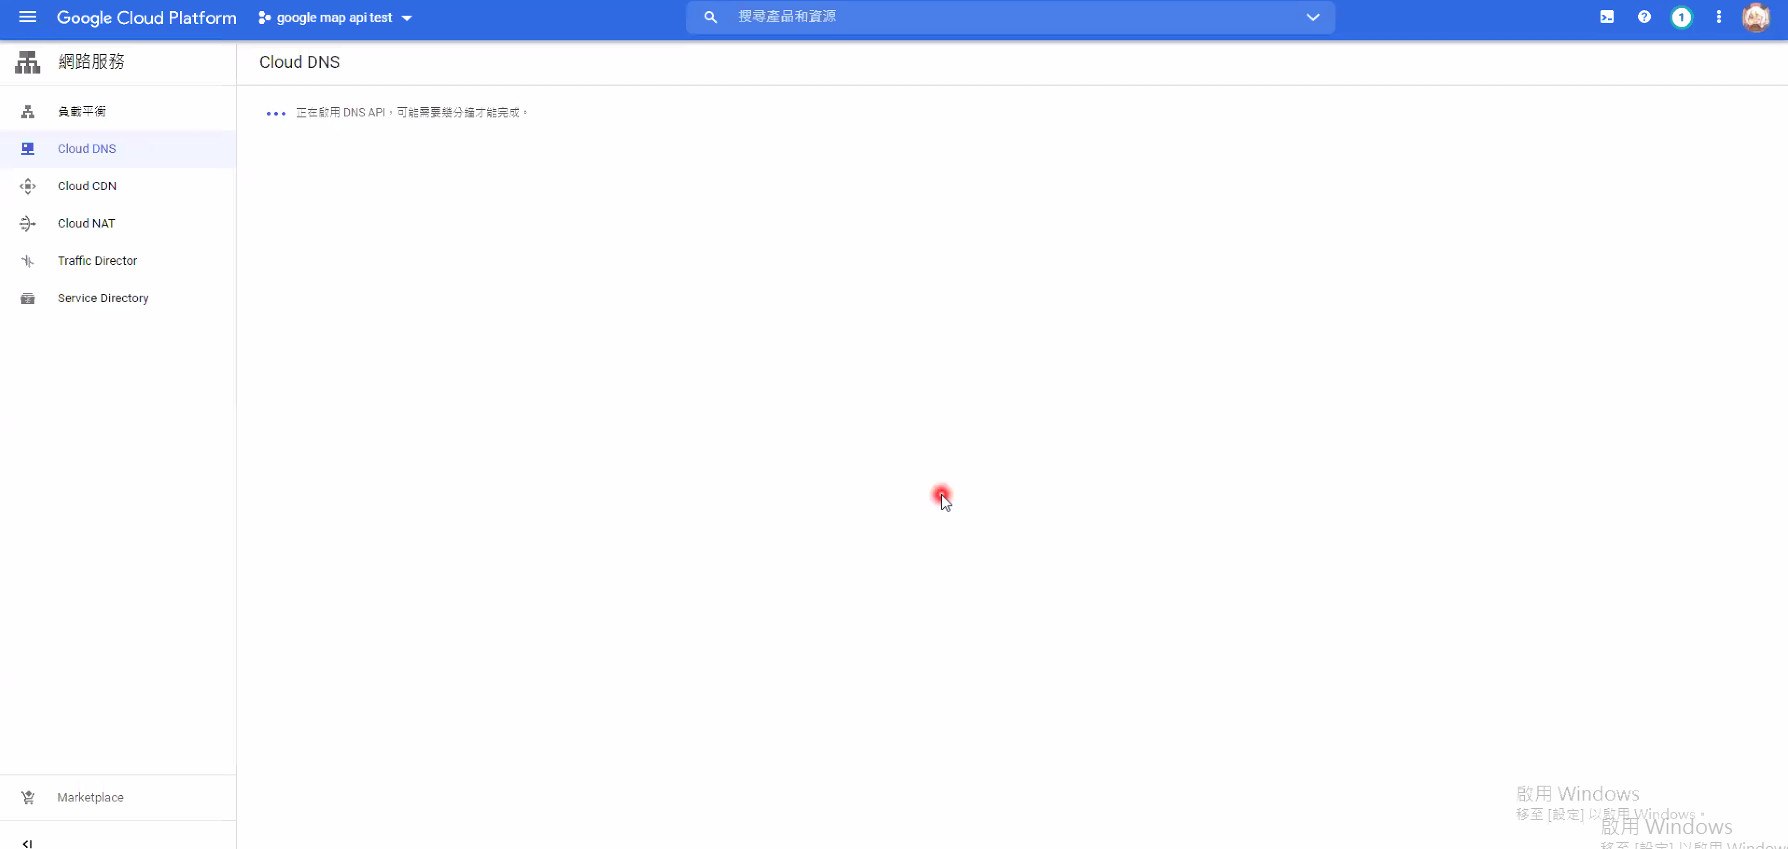 Google Cloud Platform
google map api test
搜尋產品和資源
1
網路服務
Cloud DNS
負載平衡
正在啟用 DNS API，可能需要幾分鐘才能完成。
Cloud DNS
Cloud CDN
Cloud NAT
Traffic Director
Service Directory
Marketplace
啟用 Windows
移至 [設定] 以啟用 Windows。
啟用 Windows
移至 [設定] 以啟用 Windows